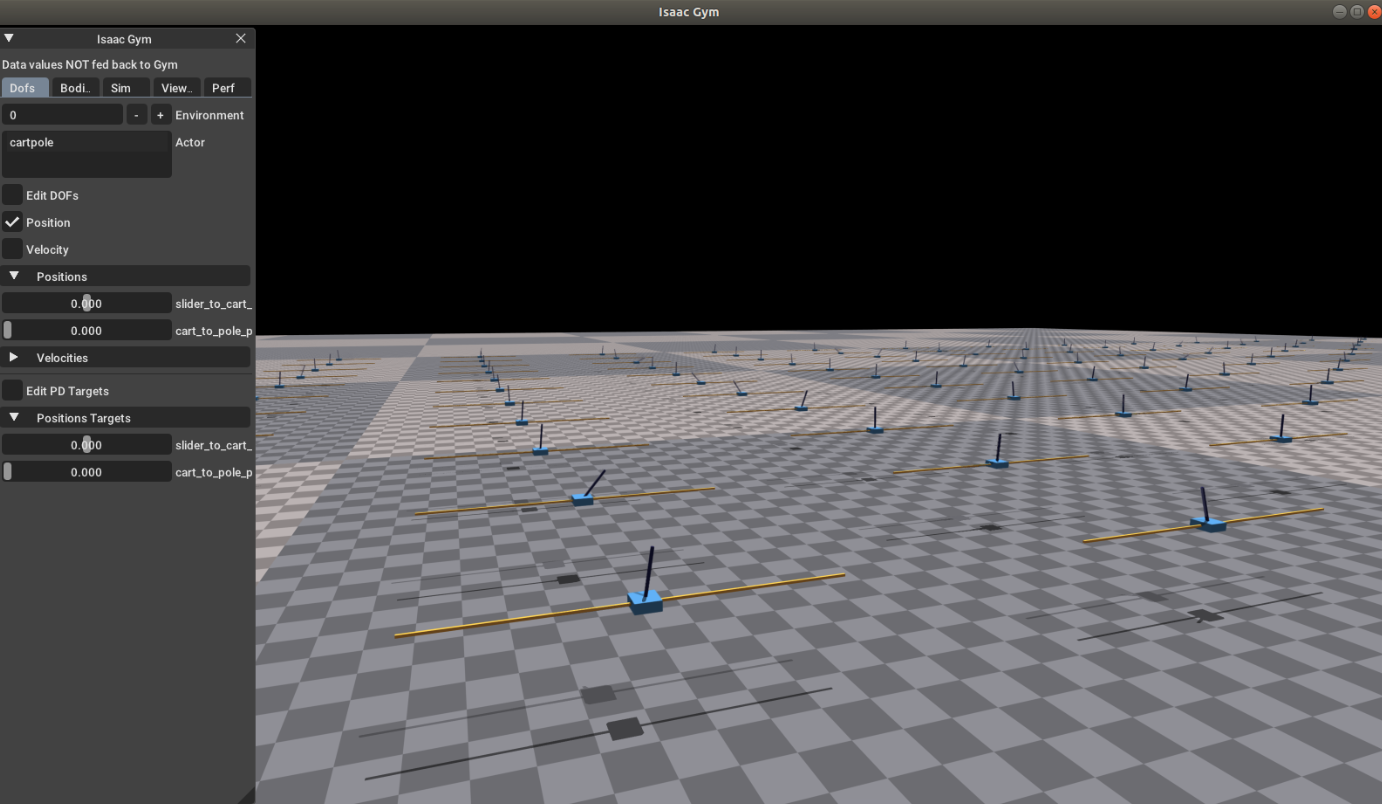 Isaac Gym
Isaac Gym
Data values NOT fed back to Gym
Dofs Bodi.. Sim View.. Perf
0 - + Environment
cartpole Actor
Edit DOFs
Position
Velocity
Positions
0.000 slider_to_cart_
0.000 cart_to_pole_p
Velocities
Edit PD Targets
Positions Targets
0.000 slider_to_cart_
0.000 cart_to_pole_p